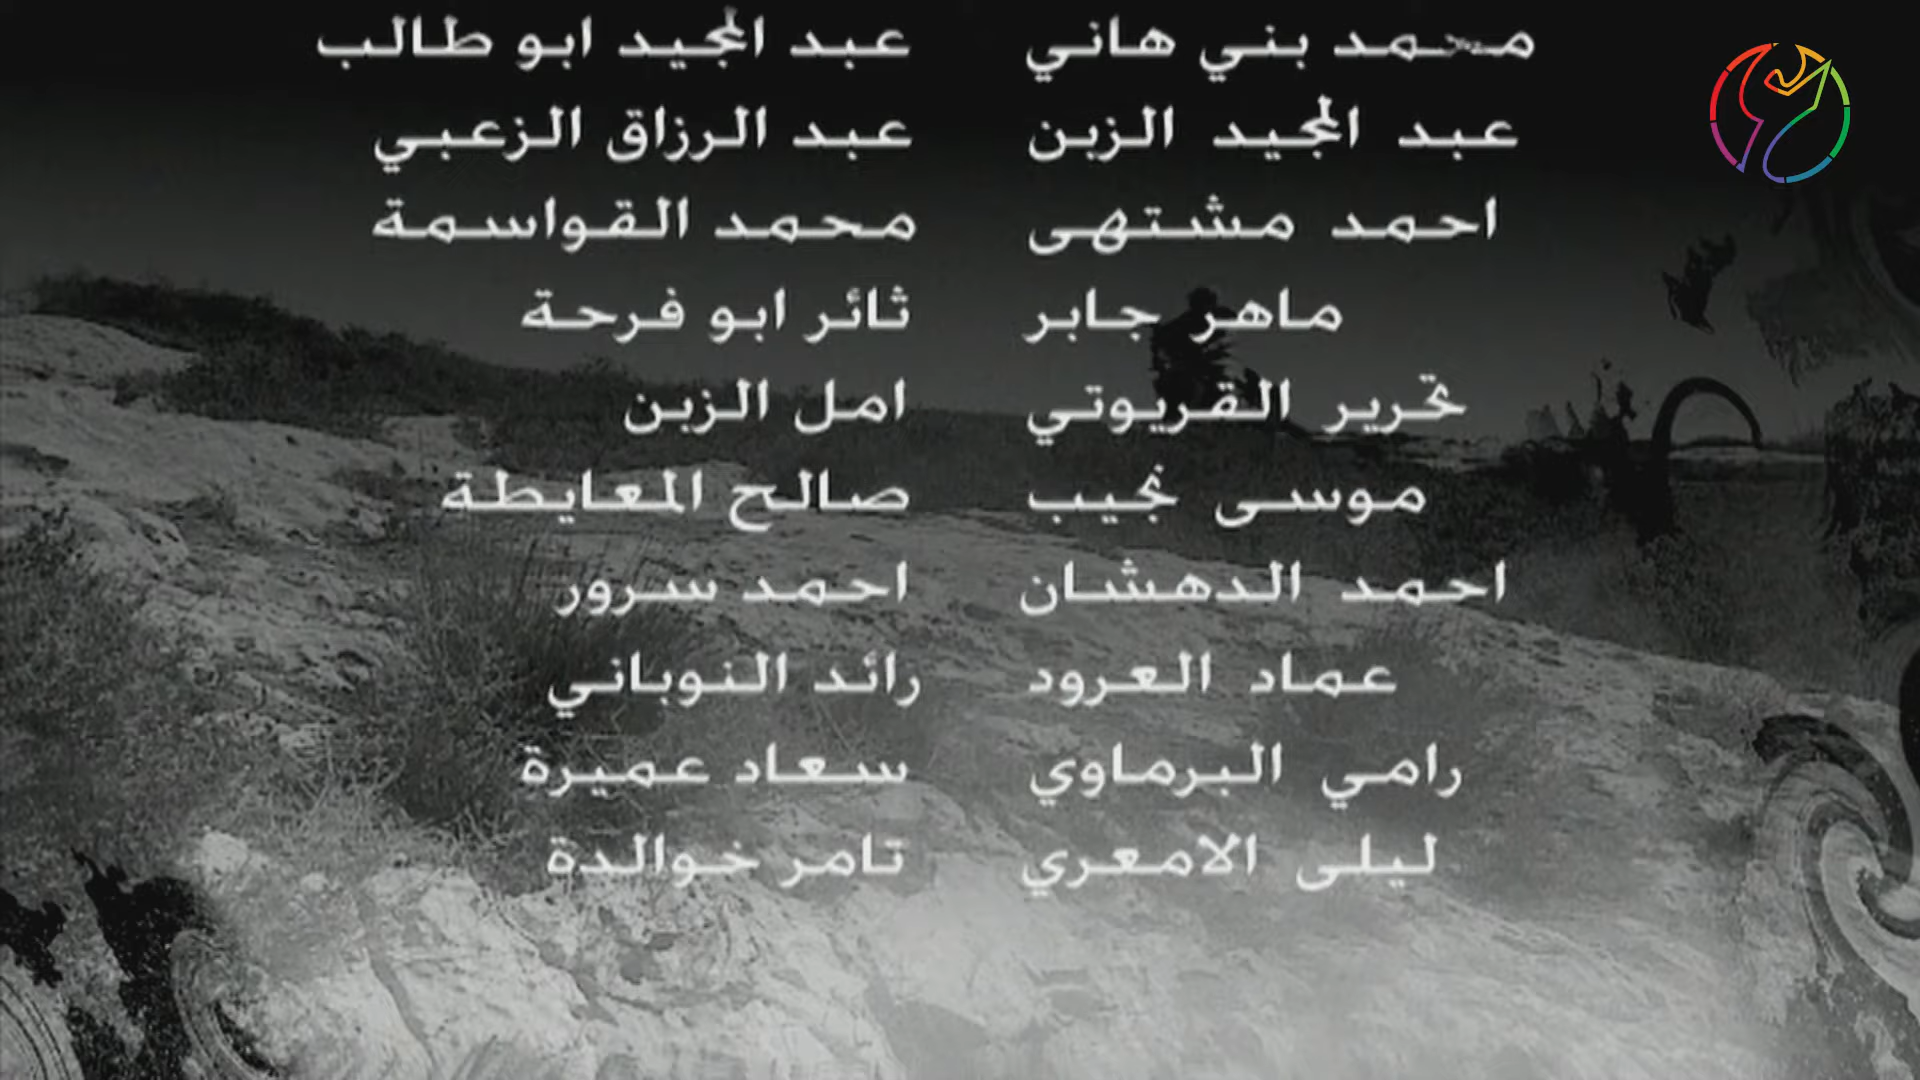 محمد بني هاني عبد المجيد ابو طالب
عبد المجيد الزبن عبد الرزاق الزعبي
احمد مشتهى محمد القواسمة
ماهر جابر ثائر ابو فرحة
تحرير القريوتي امل الزبن
موسى نجيب صالح المعايطة
احمد الدهشان احمد سرور
عماد العرود رائد النوباني
رامي البرماوي سعاد عميرة
ليلى الامعري تامر خوالدة